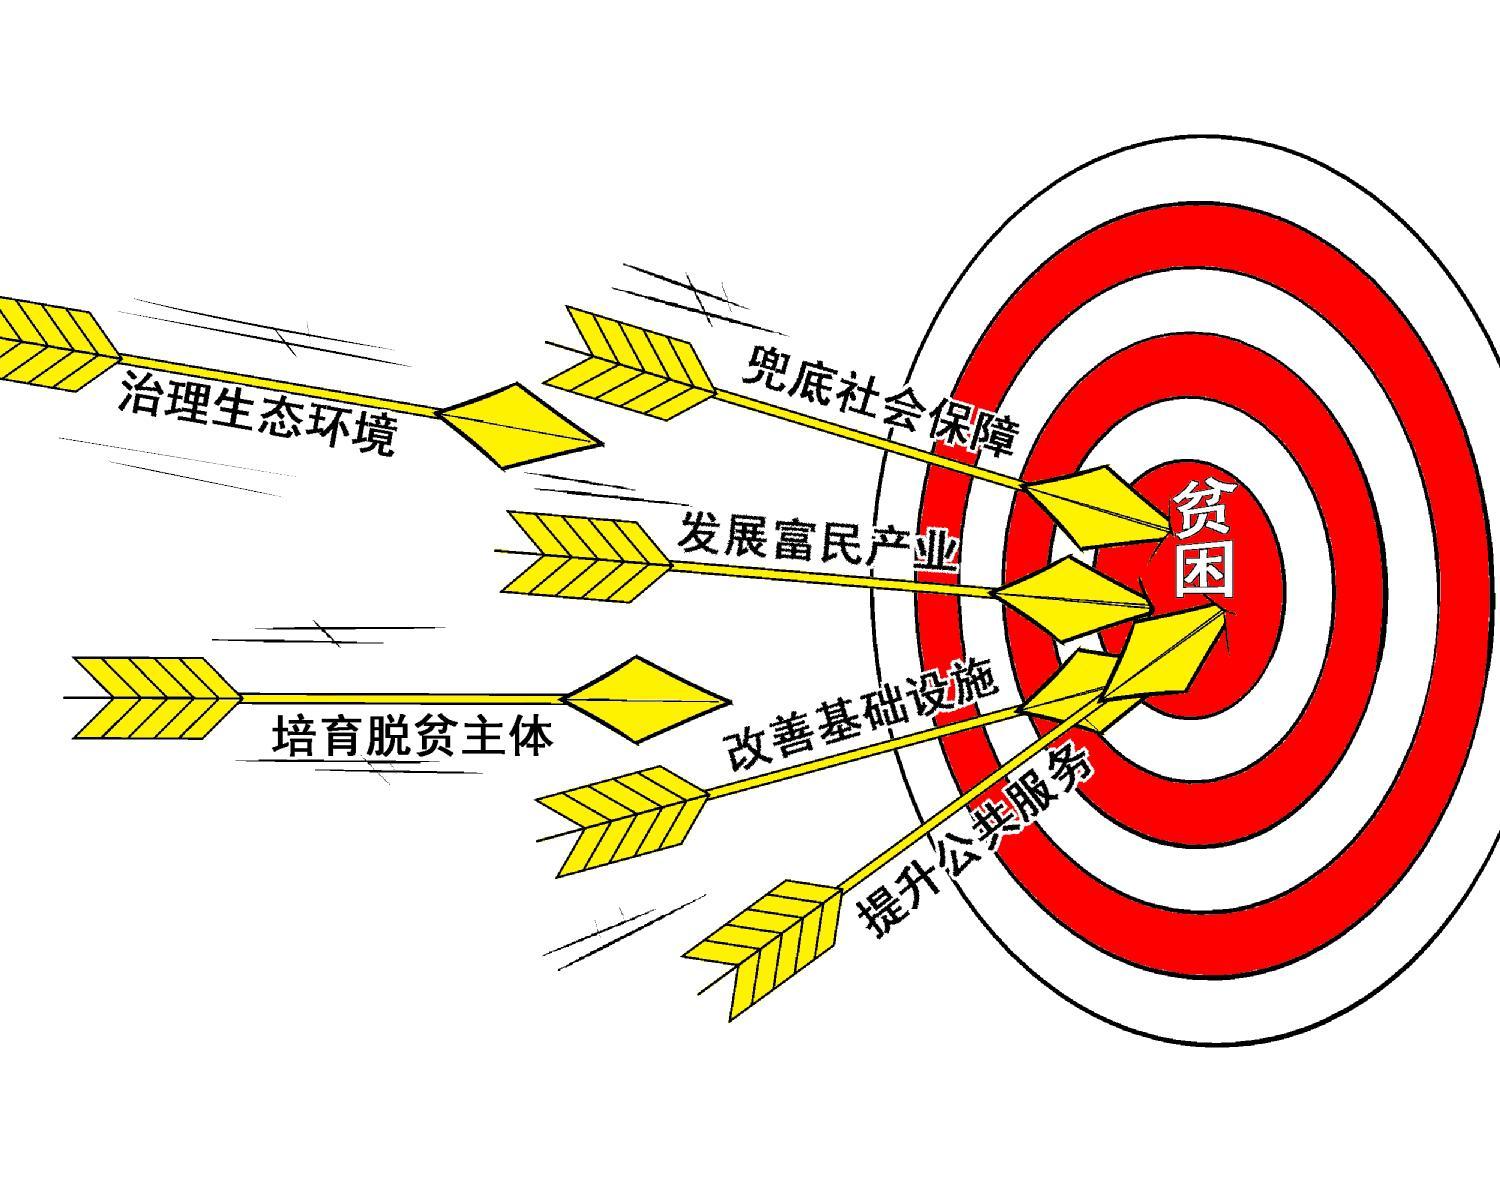 治理生态环境
兜底社会保障
发展富民产业
贫困
培育脱贫主体
改善基础设施
提升公共服务